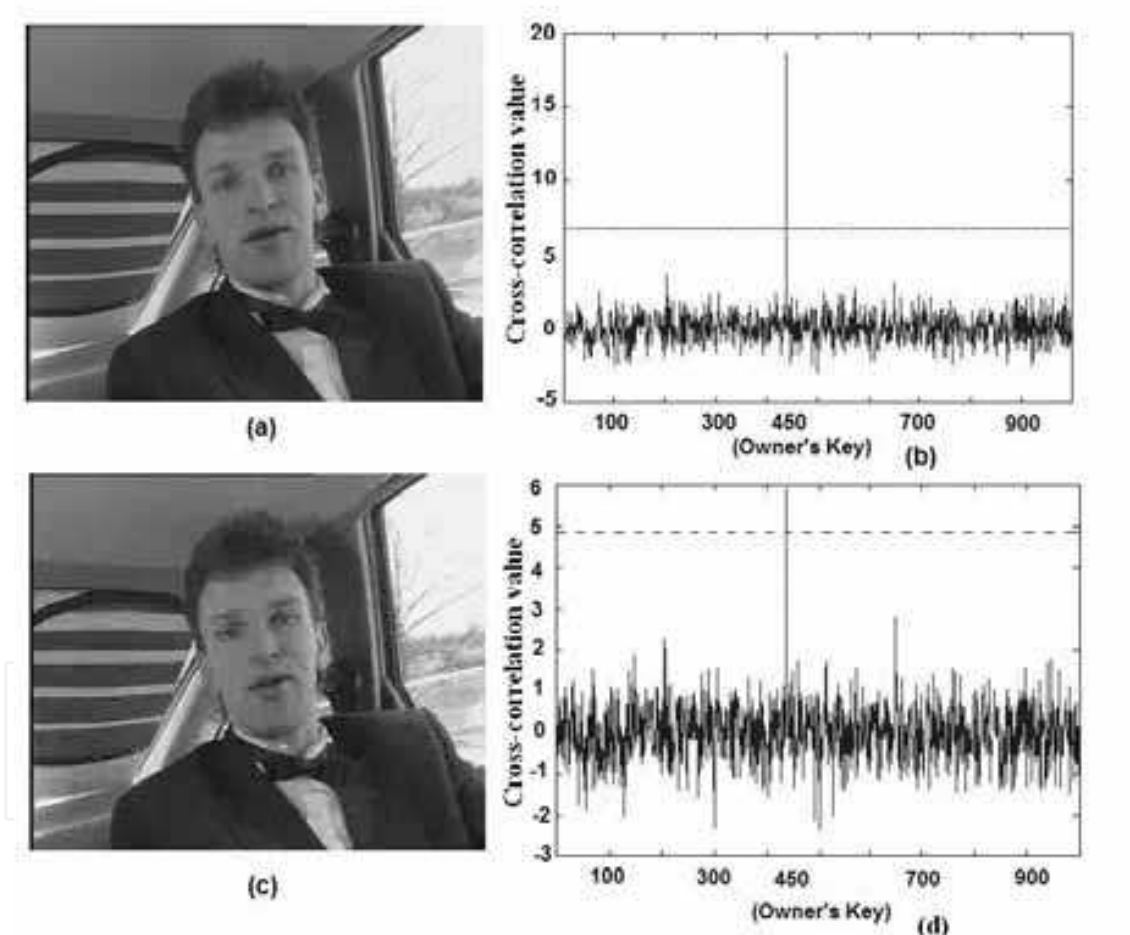 20
15
10
5
0
-5
Cross-correlation value
100 300 450 700 900
(Owner's Key)
(a)
(b)
6
5
4
3
2
1
0
-1
-2
-3
Cross-correlation value
100 300 450 700 900
(Owner's Key)
(c)
(d)